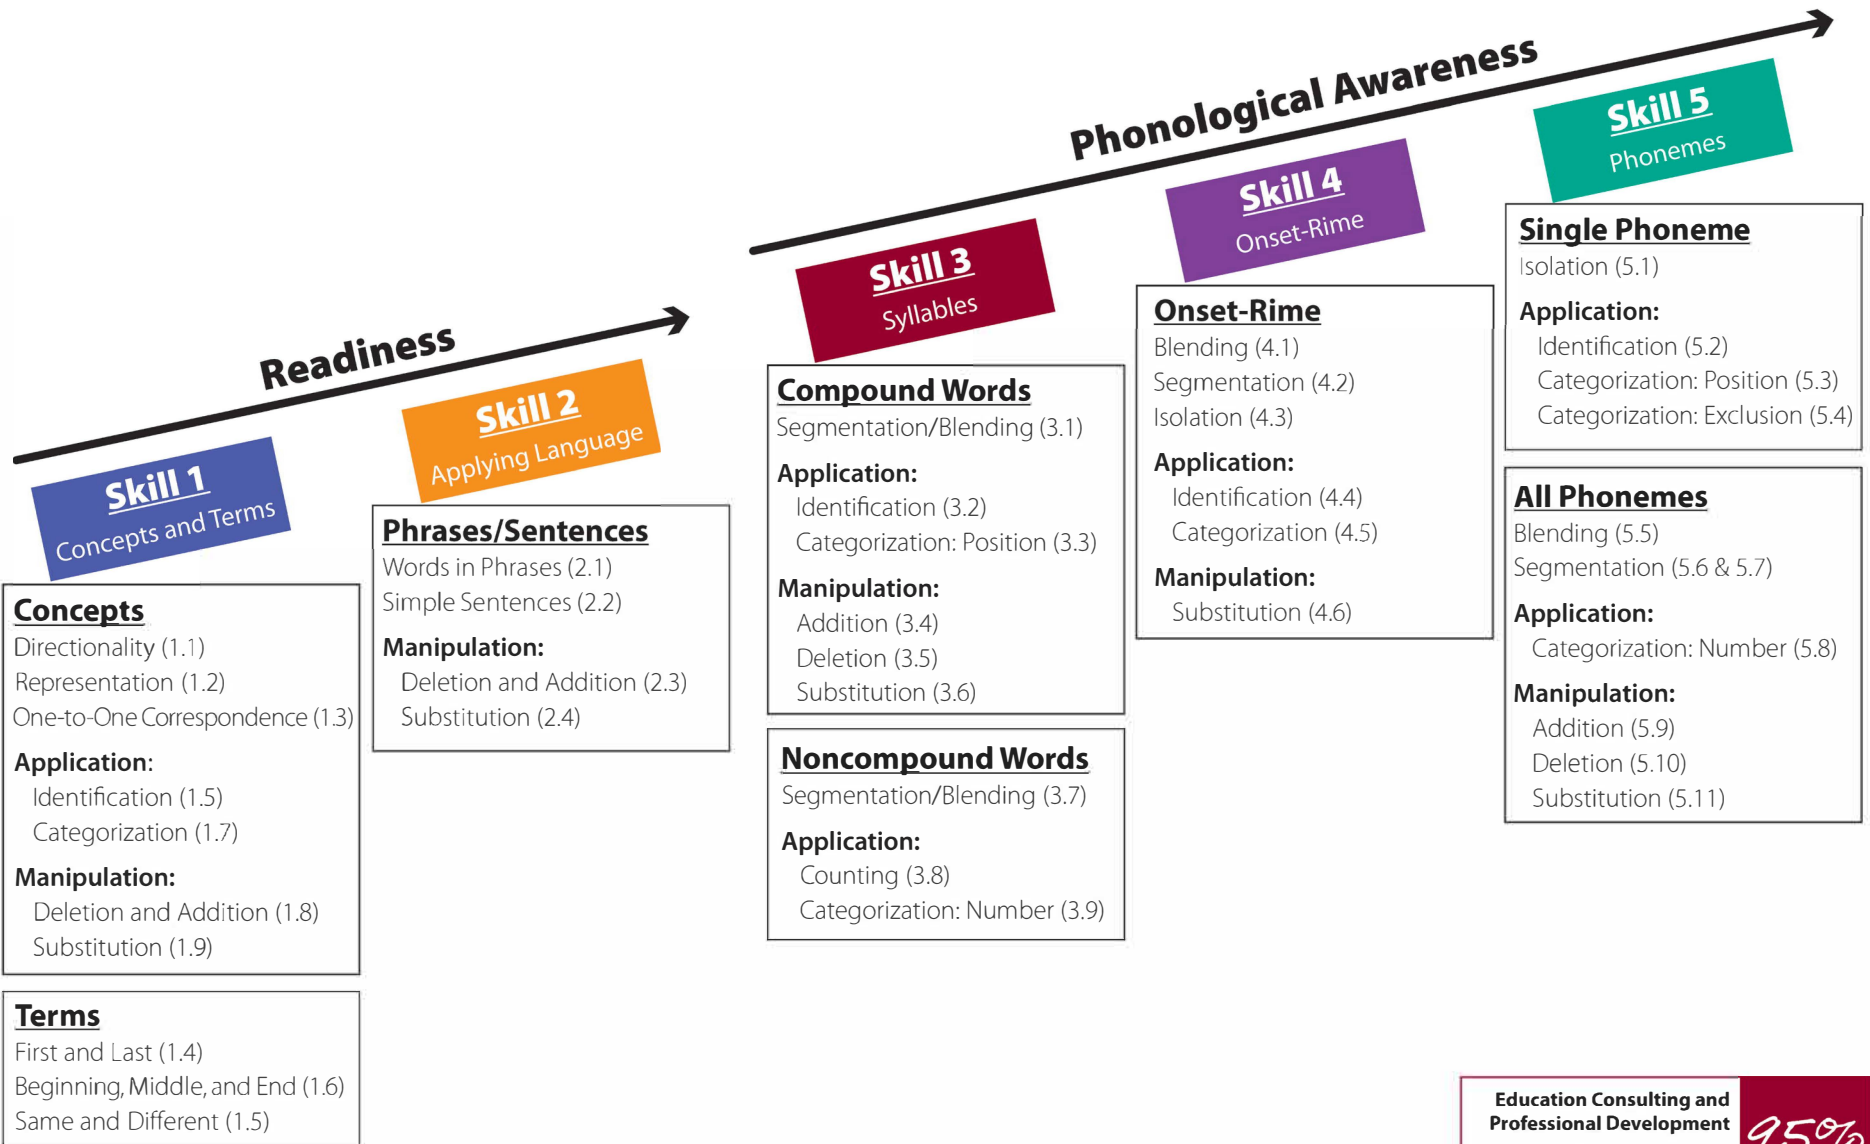 Readiness
Skill 1
Concepts and Terms
Concepts
Directionality (1.1)
Representation (1.2)
One-to-One Correspondence (1.3)
Application:
Identification (1.5)
Categorization (1.7)
Manipulation:
Deletion and Addition (1.8)
Substitution (1.9)
Terms
First and Last (1.4)
Beginning, Middle, and End (1.6)
Same and Different (1.5)
Skill 2
Applying Language
Phrases/Sentences
Words in Phrases (2.1)
Simple Sentences (2.2)
Manipulation:
Deletion and Addition (2.3)
Substitution (2.4)
Phonological Awareness
Skill 3
Syllables
Compound Words
Segmentation/Blending (3.1)
Application:
Identification (3.2)
Categorization: Position (3.3)
Manipulation:
Addition (3.4)
Deletion (3.5)
Substitution (3.6)
Noncompound Words
Segmentation/Blending (3.7)
Application:
Counting (3.8)
Categorization: Number (3.9)
Skill 4
Onset-Rime
Onset-Rime
Blending (4.1)
Segmentation (4.2)
Isolation (4.3)
Application:
Identification (4.4)
Categorization (4.5)
Manipulation:
Substitution (4.6)
Skill 5
Phonemes
Single Phoneme
Isolation (5.1)
Application:
Identification (5.2)
Categorization: Position (5.3)
Categorization: Exclusion (5.4)
All Phonemes
Blending (5.5)
Segmentation (5.6 & 5.7)
Application:
Categorization: Number (5.8)
Manipulation:
Addition (5.9)
Deletion (5.10)
Substitution (5.11)
Education Consulting and
Professional Development
95%